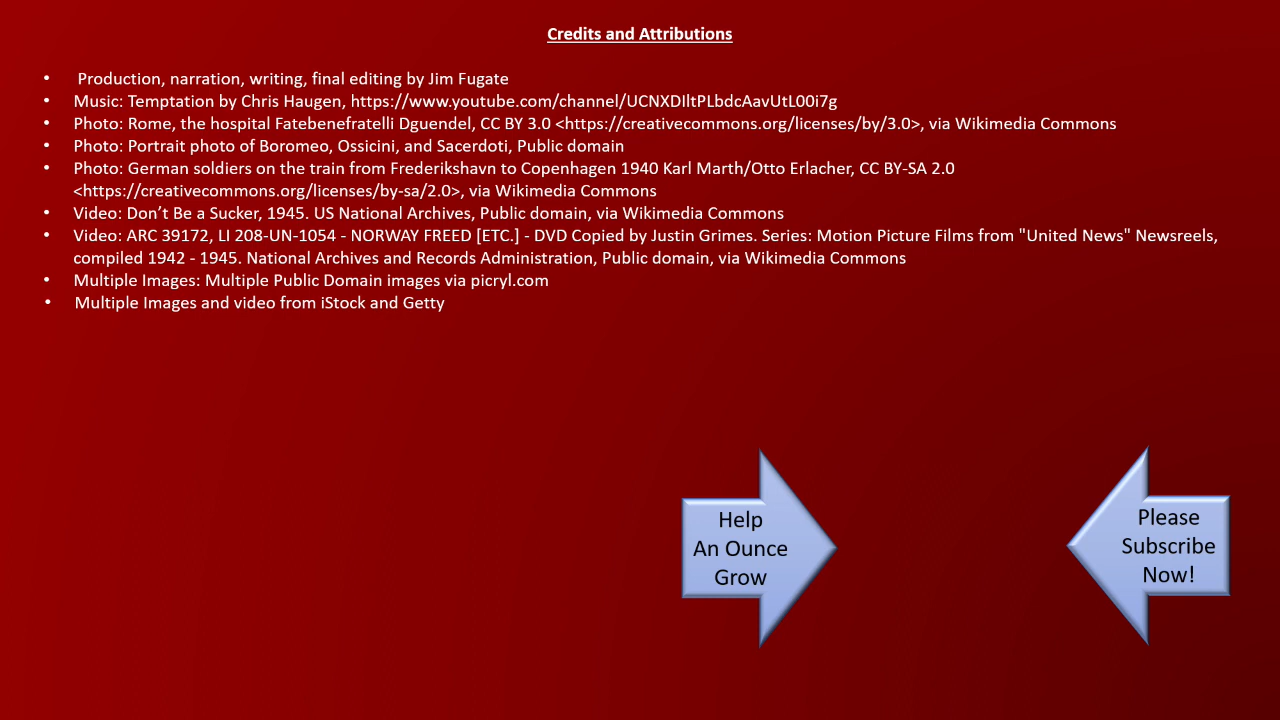 Credits and Attributions
• Production, narration, writing, final editing by Jim Fugate
• Music: Temptation by Chris Haugen, https://www.youtube.com/channel/UCNXDIltPLbdcAavUtL00i7g
• Photo: Rome, the hospital Fatebenefratelli Dguendel, CC BY 3.0 <https://creativecommons.org/licenses/by/3.0>, via Wikimedia Commons
• Photo: Portrait photo of Boromeo, Ossicini, and Sacerdoti, Public domain
• Photo: German soldiers on the train from Frederikshavn to Copenhagen 1940 Karl Marth/Otto Erlacher, CC BY-SA 2.0
<https://creativecommons.org/licenses/by-sa/2.0>, via Wikimedia Commons
• Video: Don’t Be a Sucker, 1945. US National Archives, Public domain, via Wikimedia Commons
• Video: ARC 39172, LI 208-UN-1054 - NORWAY FREED [ETC.] - DVD Copied by Justin Grimes. Series: Motion Picture Films from "United News" Newsreels,
compiled 1942 - 1945. National Archives and Records Administration, Public domain, via Wikimedia Commons
• Multiple Images: Multiple Public Domain images via picryl.com
• Multiple Images and video from iStock and Getty
Help
An Ounce
Grow
Please
Subscribe
Now!